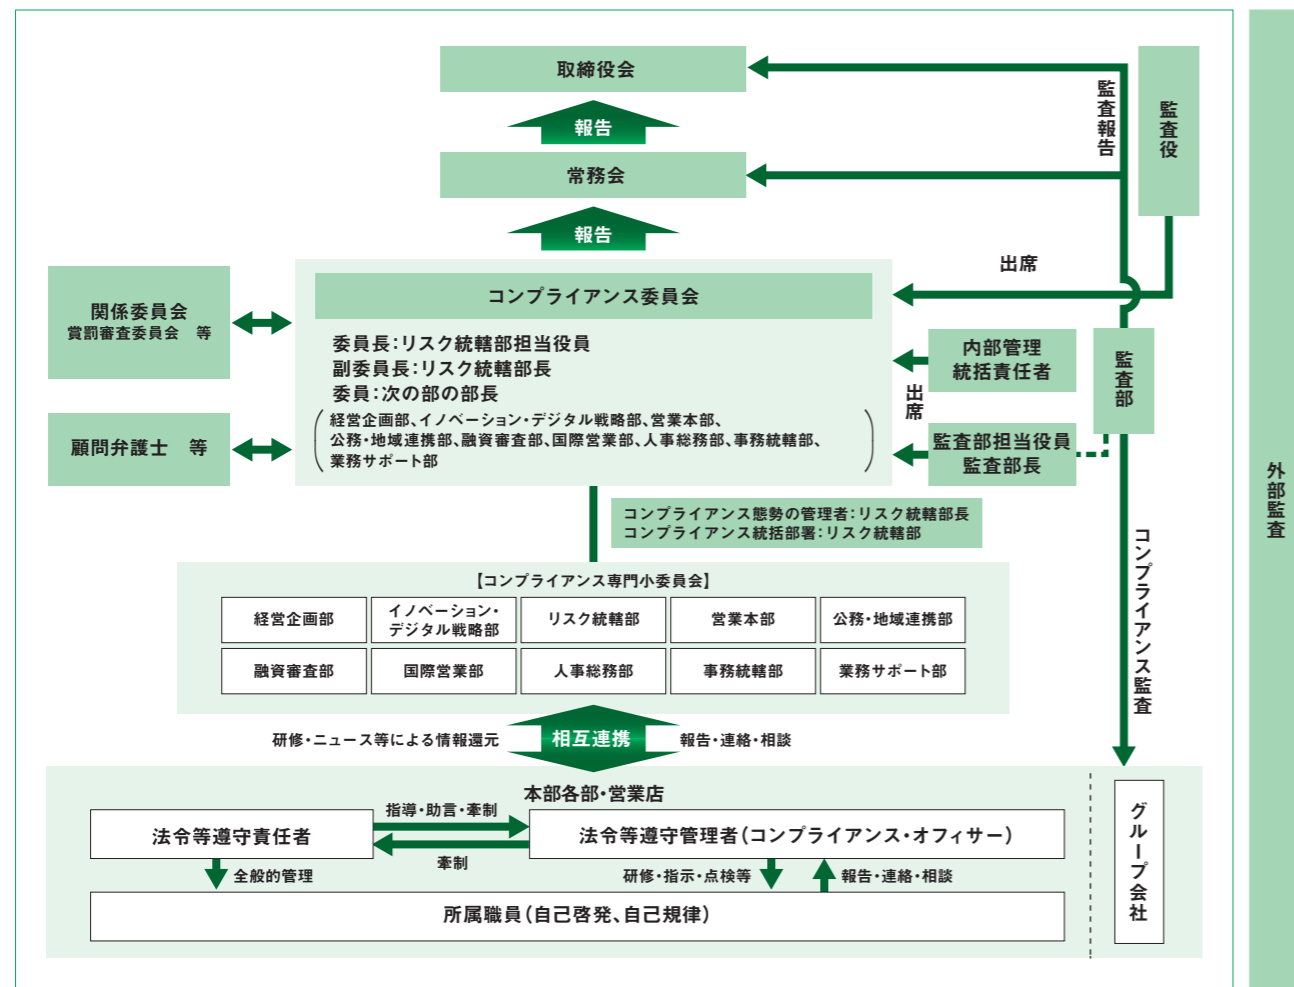 取締役会
報告
常務会
報告
監査報告
監査役
出席
コンプライアンス委員会
委員長：リスク統轄部担当役員
副委員長：リスク統轄部長
委員：次の部の部長
経営企画部、イノベーション・デジタル戦略部、営業本部、
公務・地域連携部、融資審査部、国際営業部、人事総務部、事務統轄部、
業務サポート部
関係委員会
賞罰審査委員会　等
顧問弁護士　等
内部管理
統括責任者
出席
監査部担当役員
監査部長
監査部
外部監査
コンプライアンス態勢の管理者：リスク統轄部長
コンプライアンス統括部署：リスク統轄部
コンプライアンス監査
【コンプライアンス専門小委員会】
経営企画部
イノベーション・
デジタル戦略部
リスク統轄部
営業本部
公務・地域連携部
融資審査部
国際営業部
人事総務部
事務統轄部
業務サポート部
研修・ニュース等による情報還元
相互連携
報告・連絡・相談
本部各部・営業店
法令等遵守責任者
指導・助言・牽制
牽制
法令等遵守管理者（コンプライアンス・オフィサー）
全般的管理
研修・指示・点検等
報告・連絡・相談
所属職員（自己啓発、自己規律）
グループ会社